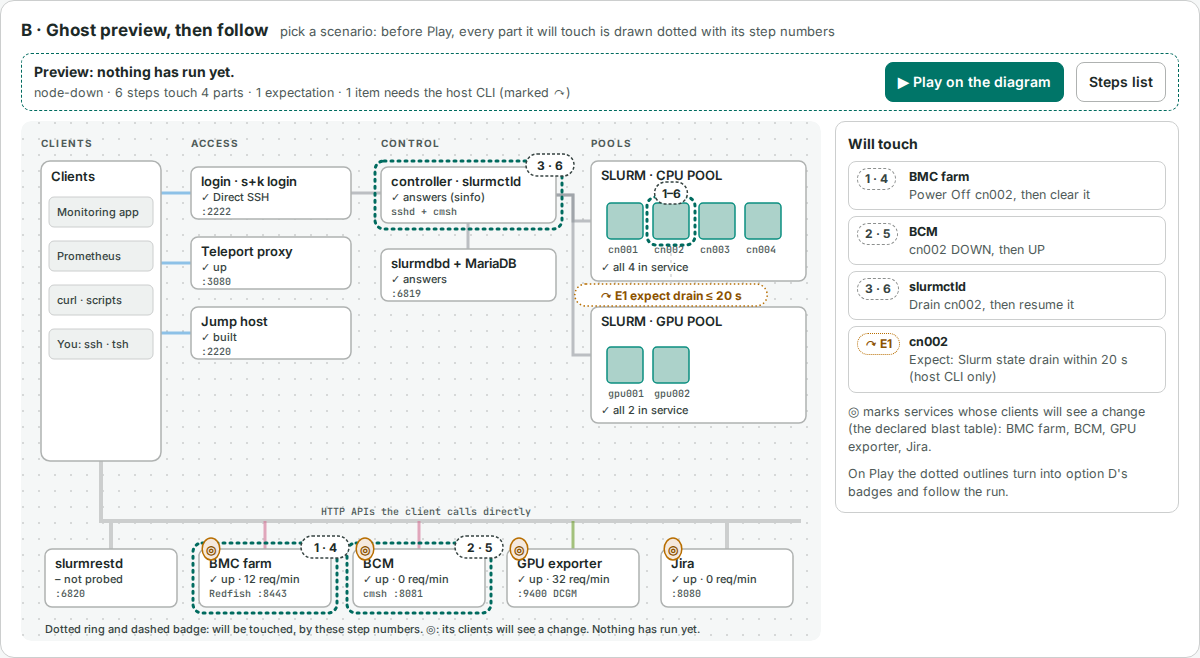 B · Ghost preview, then follow pick a scenario: before Play, every part it will touch is drawn dotted with its step numbers
Preview: nothing has run yet.
node-down · 6 steps touch 4 parts · 1 expectation · 1 item needs the host CLI (marked ↷)
▶ Play on the diagram
Steps list
CLIENTS
ACCESS
CONTROL
POOLS
Clients
Monitoring app
Prometheus
curl · scripts
You: ssh · tsh
login · s+k login
✓ Direct SSH
:2222
Teleport proxy
✓ up
:3080
Jump host
✓ built
:2220
3 · 6
controller · slurmctld
✓ answers (sinfo)
sshd + cmsh
slurmdbd + MariaDB
✓ answers
:6819
SLURM · CPU POOL
1–6
cn001 cn002 cn003 cn004
✓ all 4 in service
↷ E1 expect drain ≤ 20 s
SLURM · GPU POOL
gpu001 gpu002
✓ all 2 in service
HTTP APIs the client calls directly
slurmrestd
– not probed
:6820
1 · 4
◎
BMC farm
✓ up · 12 req/min
Redfish :8443
2 · 5
◎
BCM
✓ up · 0 req/min
cmsh :8081
◎
GPU exporter
✓ up · 32 req/min
:9400 DCGM
◎
Jira
✓ up · 0 req/min
:8080
Dotted ring and dashed badge: will be touched, by these step numbers. ◎: its clients will see a change. Nothing has run yet.
Will touch
1 · 4 BMC farm
Power Off cn002, then clear it
2 · 5 BCM
cn002 DOWN, then UP
3 · 6 slurmctld
Drain cn002, then resume it
↷ E1 cn002
Expect: Slurm state drain within 20 s
(host CLI only)
◎ marks services whose clients will see a change
(the declared blast table): BMC farm, BCM, GPU
exporter, Jira.
On Play the dotted outlines turn into option D's
badges and follow the run.